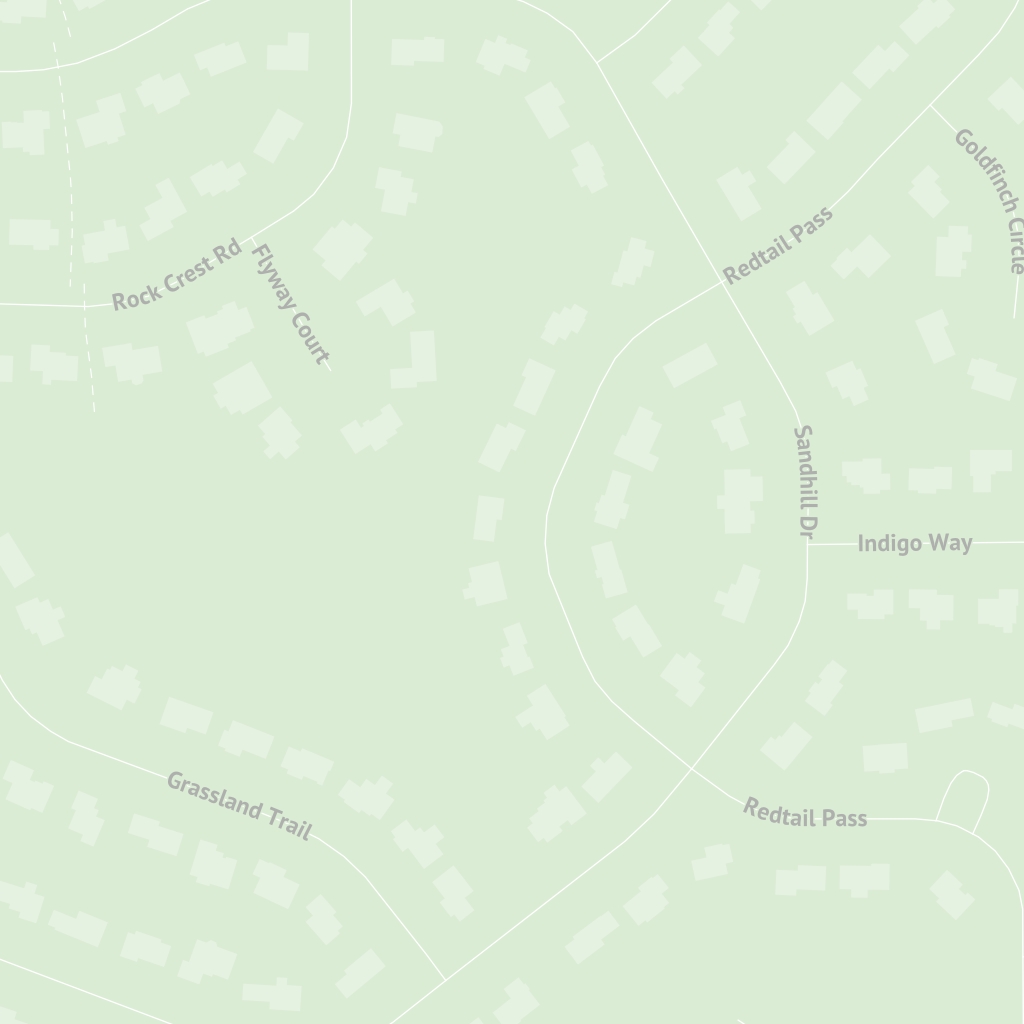 Goldfinch Circle
Redtail Pass
Rock Crest Rd
Flyway Court
Sandhill Dr
Indigo Way
Grassland Trail
Redtail Pass